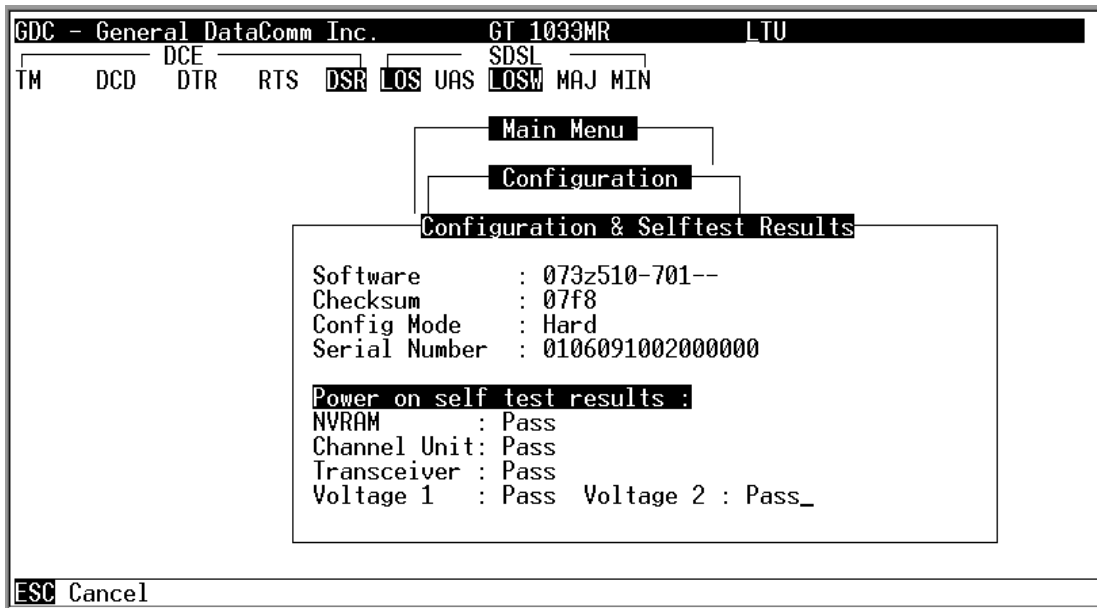 GDC - General DataComm Inc. GT 1033MR LTU
DCE SDSL
TM DCD DTR RTS DSR LOS UAS LOSW MAJ MIN
Main Menu
Configuration
Configuration & Selftest Results
Software : 073z510-701--
Checksum : 07f8
Config Mode : Hard
Serial Number : 0106091002000000
Power on self test results :
NVRAM : Pass
Channel Unit: Pass
Transceiver : Pass
Voltage 1 : Pass Voltage 2 : Pass_
ESC Cancel